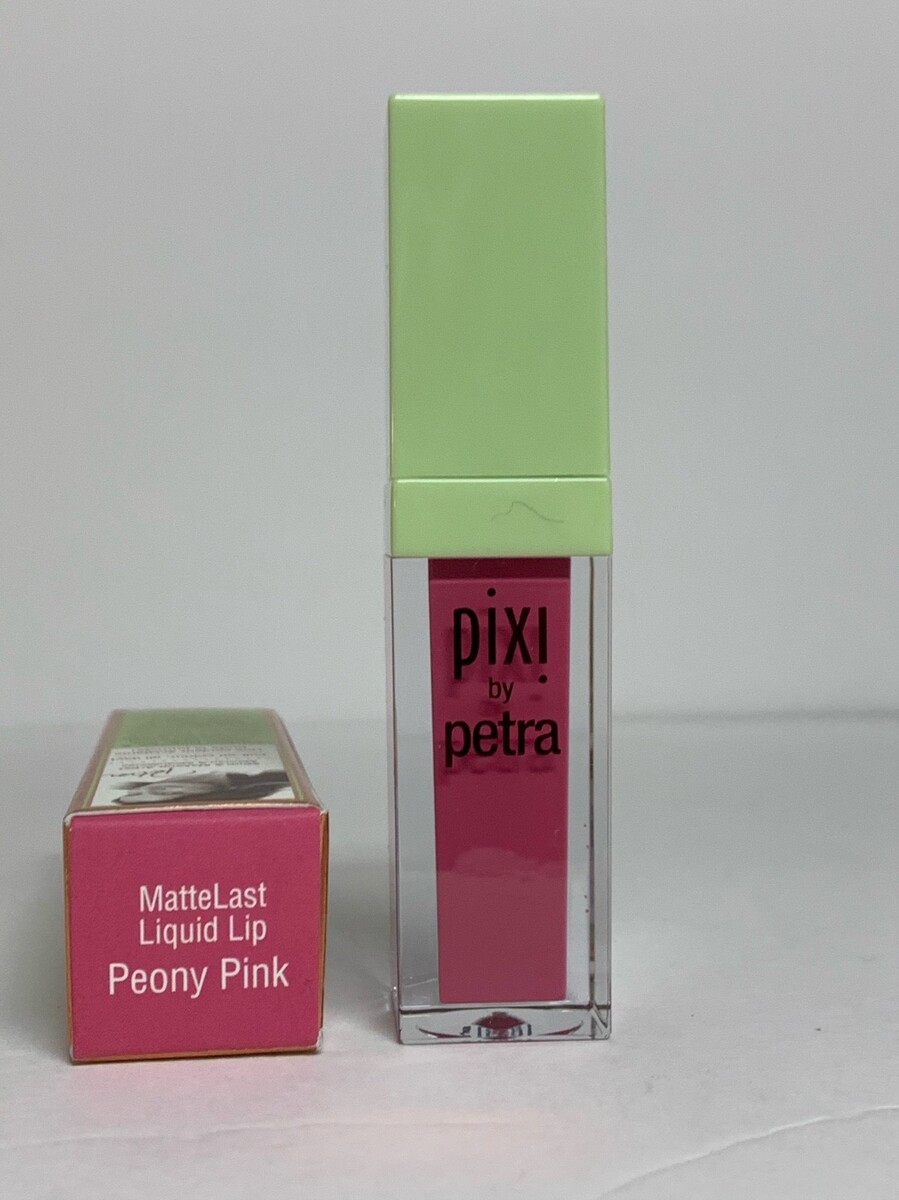 pixi
by
petra
MatteLast
Liquid Lip
Peony Pink